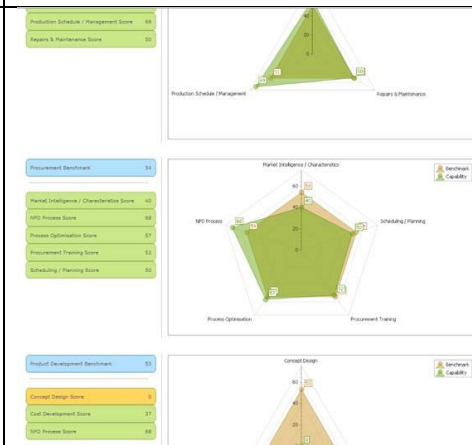 Production Schedule / Management Score 69
Repairs & Maintenance Score 50
40
20
0
Production Schedule / Management
Repairs & Maintenance
Procurement Benchmark 54
Market Intelligence / Characteristics Score 40
NPD Process Score 68
Process Optimisation Score 57
Procurement Training Score 52
Scheduling / Planning Score 50
Market Intelligence / Characteristics
Benchmark
Capability
60
40
20
0
NPD Process
Scheduling / Planning
Process Optimisation
Procurement Training
Product Development Benchmark 53
Concept Design Score 0
Cost Development Score 37
NPD Process Score 68
Concept Design
Benchmark
Capability
60
40
20